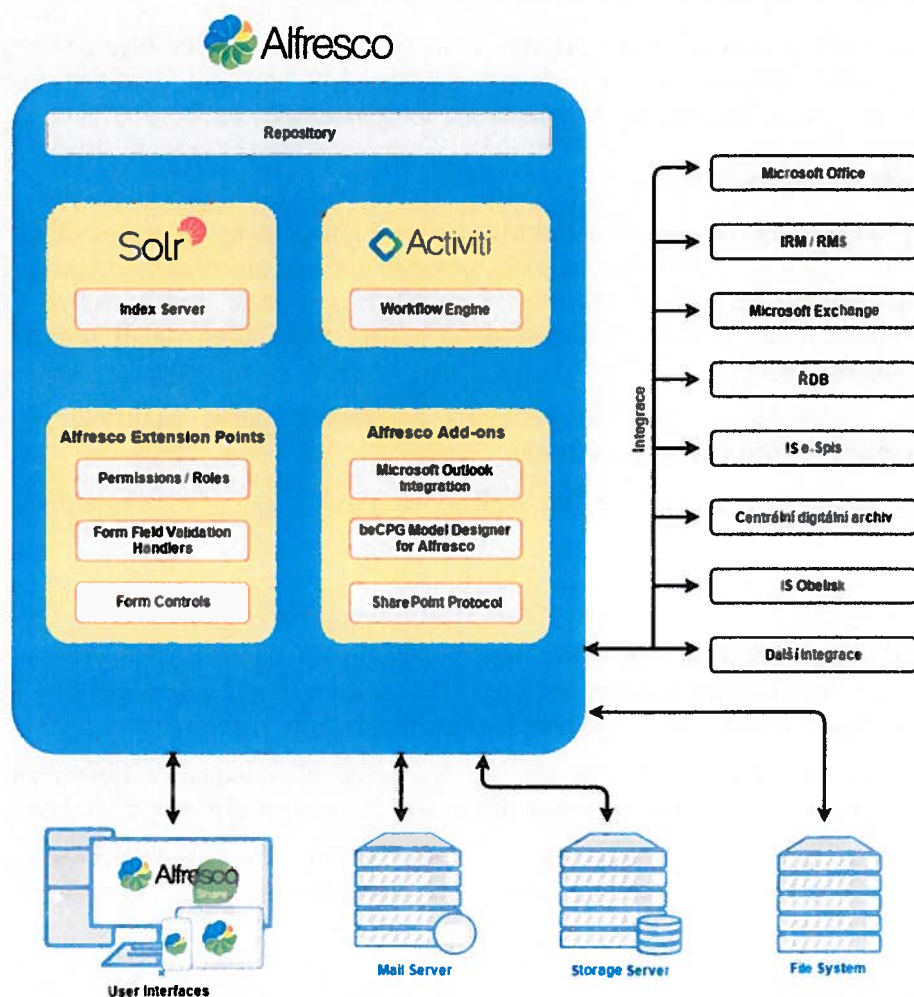 Alfresco
Repository
Solr
Index Server
Activiti
Workflow Engine
Alfresco Extension Points
Permissions / Roles
Form Field Validation
Handlers
Form Controls
Alfresco Add-ons
Microsoft Outlook
Integration
beCPG Model Designer
for Alfresco
SharePoint Protocol
Integrace
Microsoft Office
IRM / RMS
Microsoft Exchange
ŘDB
IS e-Spis
Centrální digitální archiv
IS Obelisk
Další integrace
Alfresco
Share
User Interfaces
Mail Server
Storage Server
File System